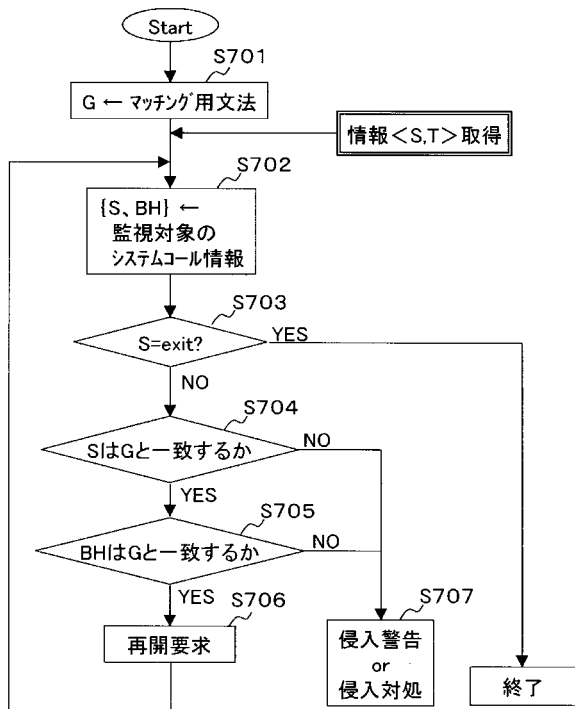 Start
S701
G ← マッチング用文法
情報＜S,T＞取得
S702
{S、BH} ←
監視対象の
システムコール情報
S703
S=exit?
YES
NO
S704
SはGと一致するか
NO
YES
S705
BHはGと一致するか
NO
YES
S706
再開要求
S707
侵入警告
or
侵入対処
終了